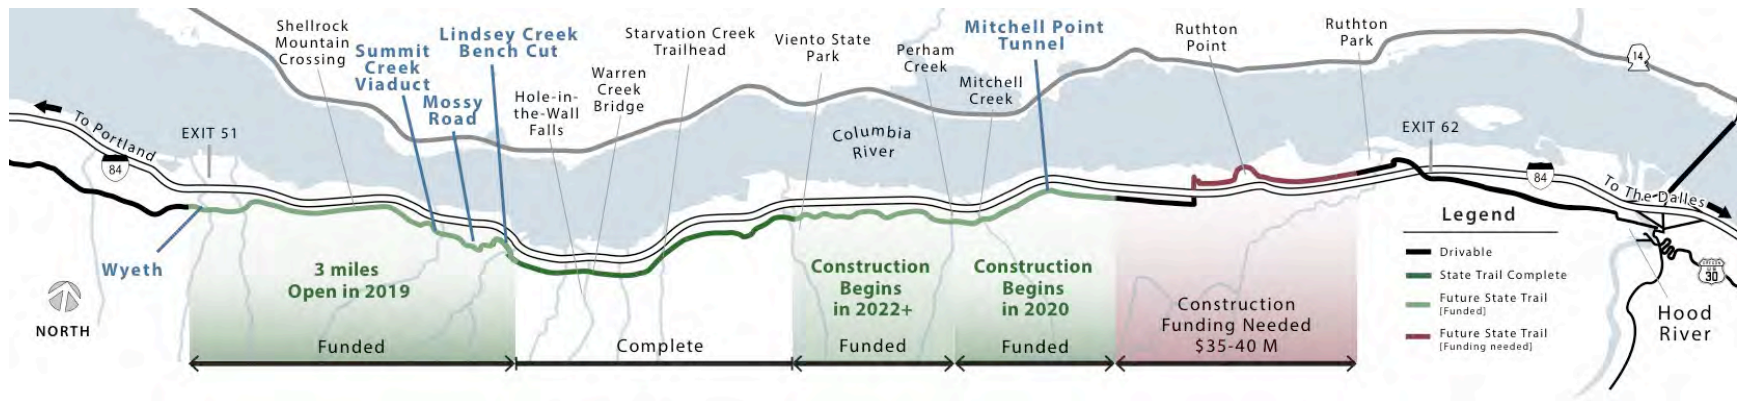 Shellrock
Mountain
Crossing
Summit
Creek
Viaduct
Mossy
Road
Lindsey Creek
Bench Cut
Hole-in-
the-Wall
Falls
Warren
Creek
Bridge
Starvation Creek
Trailhead
Viento State
Park
Perham
Creek
Mitchell Point
Tunnel
Mitchell
Creek
Ruthton
Point
Ruthton
Park
14
To Portland
EXIT 51
84
Columbia
River
EXIT 62
84
To The Dalles
Wyeth
NORTH
3 miles
Open in 2019
Funded
Complete
Construction
Begins
in 2022+
Funded
Construction
Begins
in 2020
Funded
Construction
Funding Needed
$35-40 M
Legend
Drivable
State Trail Complete
Future State Trail
[Funded]
Future State Trail
[Funding needed]
30
Hood
River